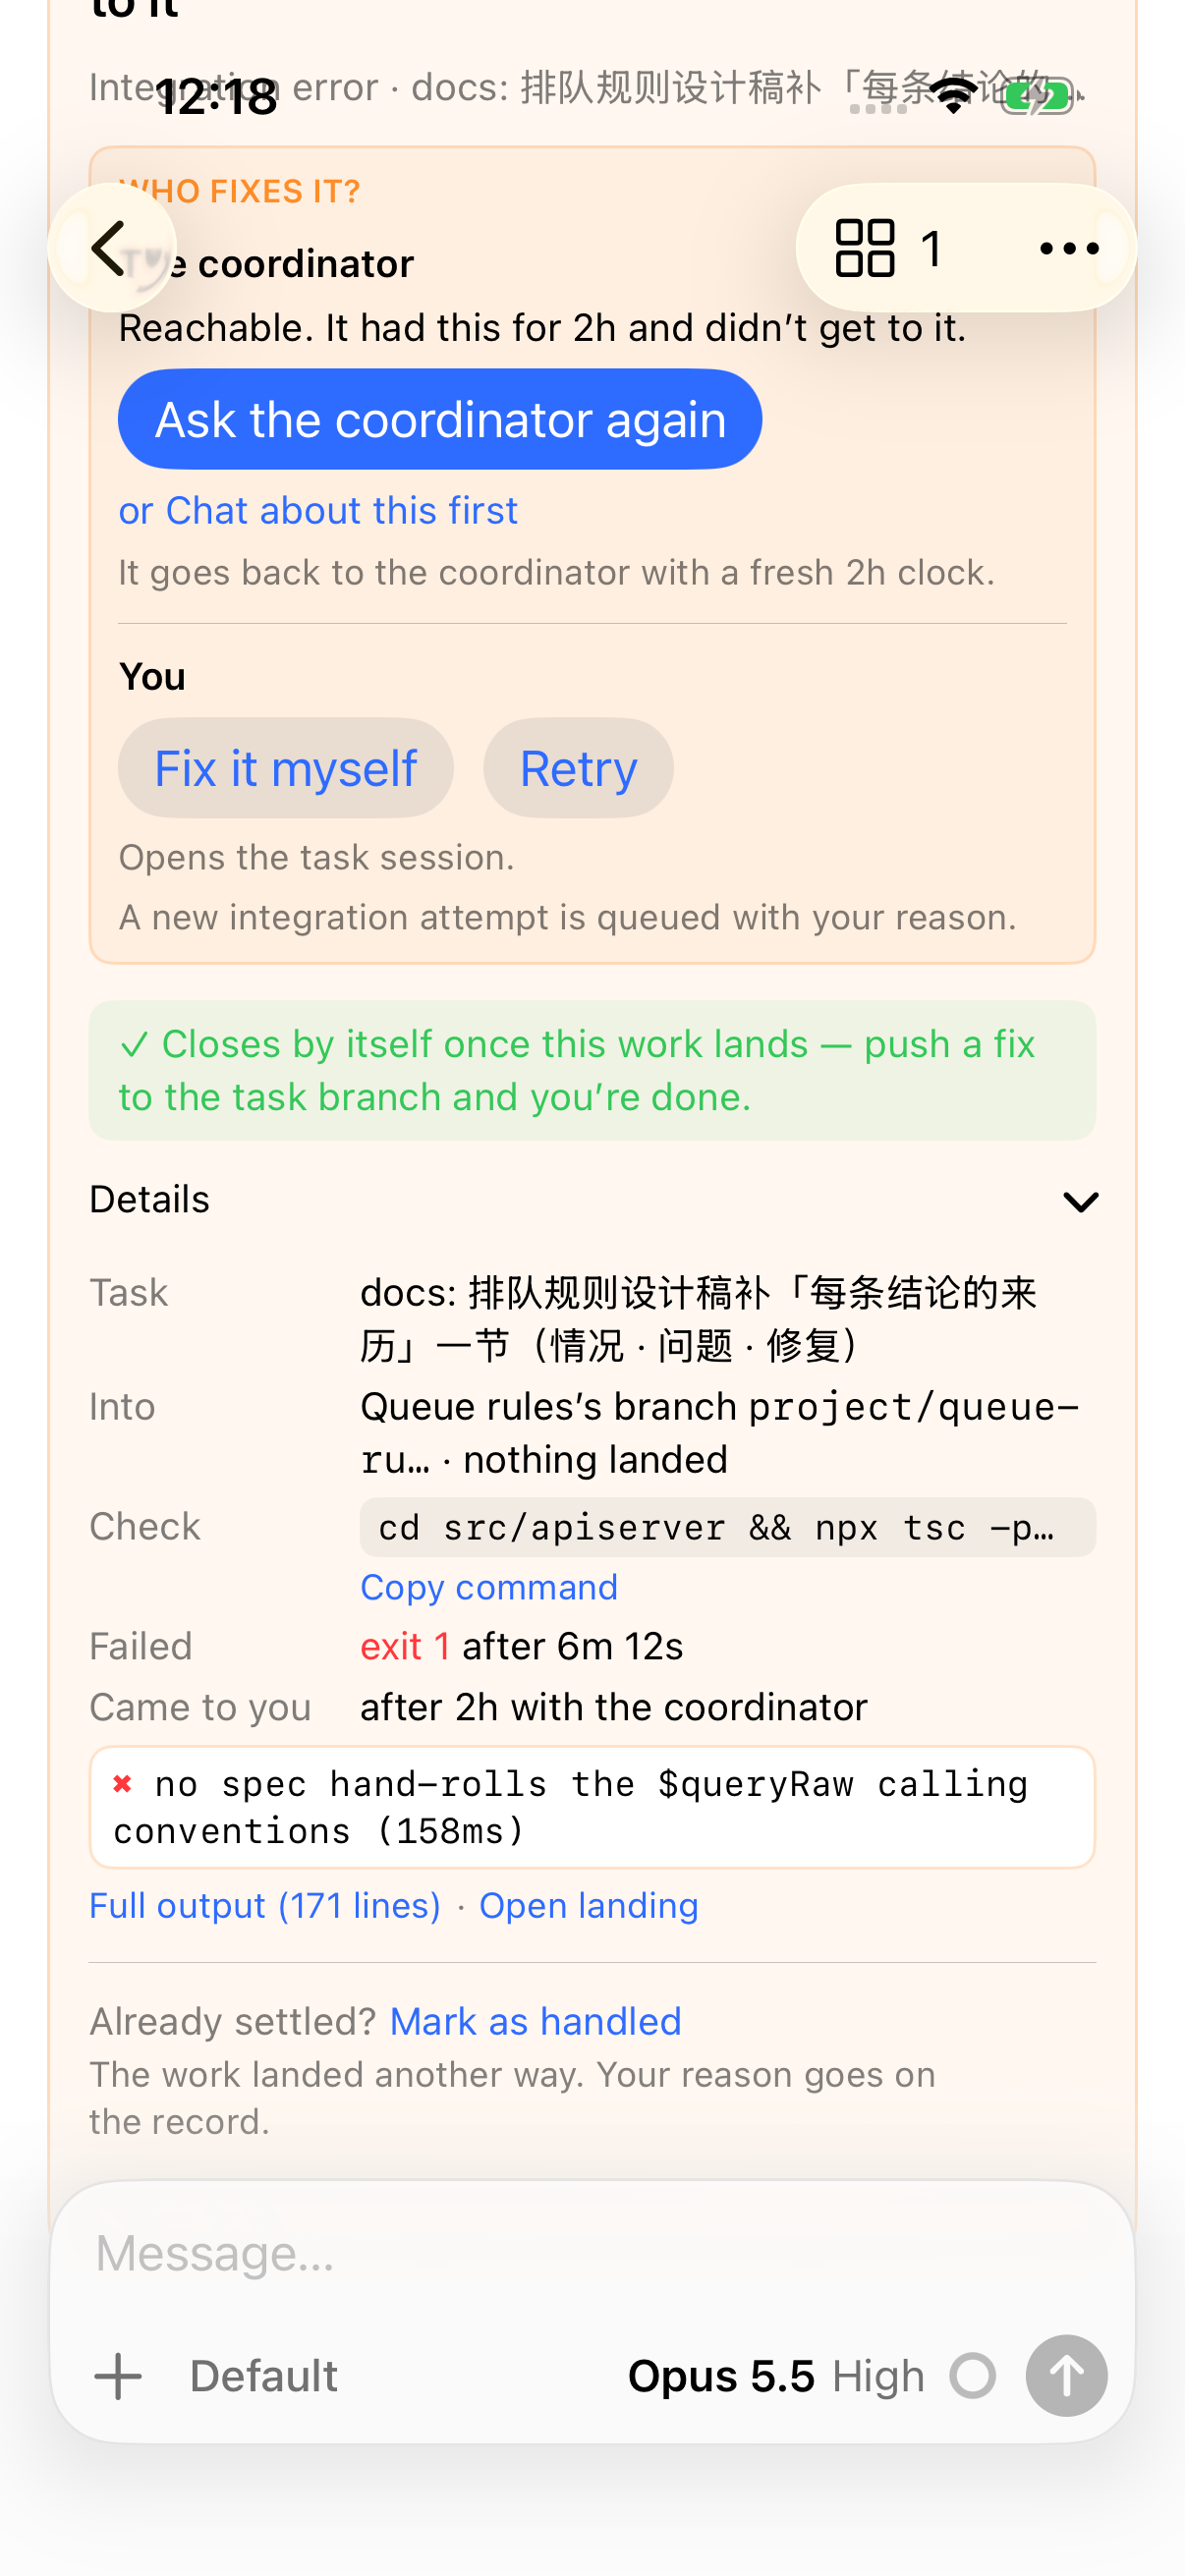 to it
Integration error · docs: 排队规则设计稿补「每条结论的…
12:18
WHO FIXES IT?
coordinator
1
Reachable. It had this for 2h and didn’t get to it.
Ask the coordinator again
or Chat about this first
It goes back to the coordinator with a fresh 2h clock.
You
Fix it myself
Retry
Opens the task session.
A new integration attempt is queued with your reason.
✓ Closes by itself once this work lands — push a fix
to the task branch and you’re done.
Details
Task
docs: 排队规则设计稿补「每条结论的来
历」一节（情况 · 问题 · 修复）
Into
Queue rules’s branch project/queue-
ru… · nothing landed
Check
cd src/apiserver && npx tsc -p…
Copy command
Failed
exit 1 after 6m 12s
Came to you
after 2h with the coordinator
✖ no spec hand-rolls the $queryRaw calling
conventions (158ms)
Full output (171 lines) · Open landing
Already settled? Mark as handled
The work landed another way. Your reason goes on
the record.
Message...
Default
Opus 5.5 High